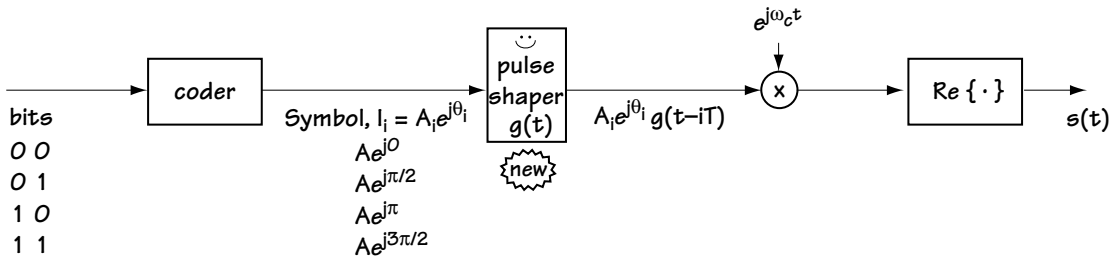 e^{jω_c t}
pulse
coder
shaper
x
Re { · }
bits
Symbol, I_i = A_i e^{jθ_i}
g(t)
A_i e^{jθ_i} g(t–iT)
s(t)
0 0
Ae^{j0}
new
0 1
Ae^{jπ/2}
1 0
Ae^{jπ}
1 1
Ae^{j3π/2}